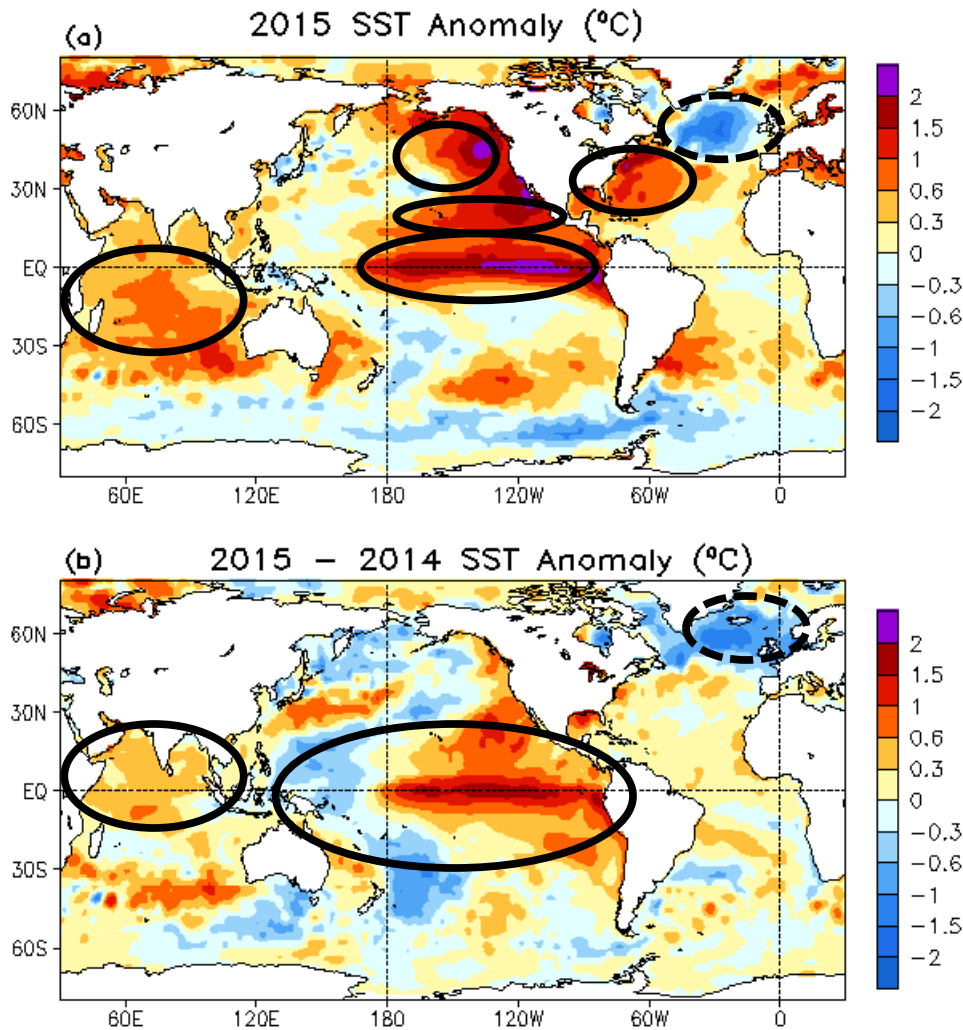 (a) 2015 SST Anomaly (°C)
60N
30N
EQ
30S
60S
60E 120E 180 120W 60W 0
2
1.5
1
0.6
0.3
0
-0.3
-0.6
-1
-1.5
-2
(b) 2015 - 2014 SST Anomaly (°C)
60N
30N
EQ
30S
60S
60E 120E 180 120W 60W 0
2
1.5
1
0.6
0.3
0
-0.3
-0.6
-1
-1.5
-2